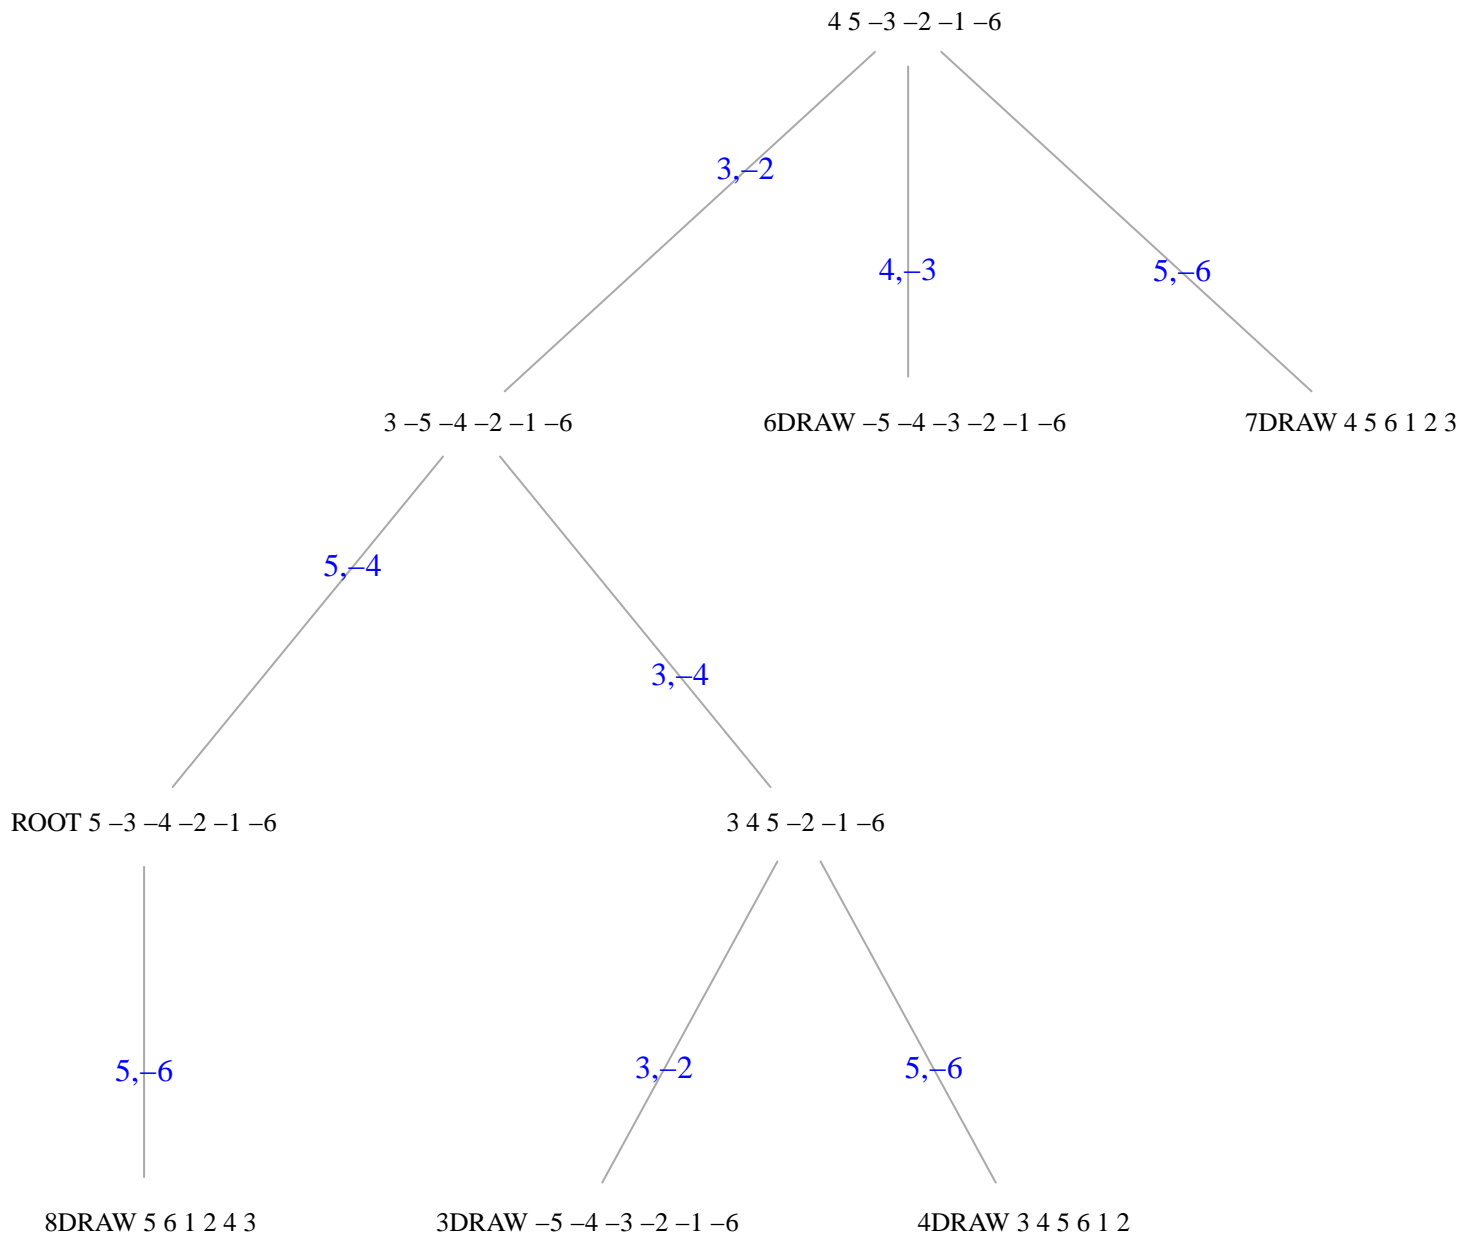 4 5 –3 –2 –1 –6
3,–2
4,–3
5,–6
3 –5 –4 –2 –1 –6
6DRAW –5 –4 –3 –2 –1 –6
7DRAW 4 5 6 1 2 3
5,–4
3,–4
ROOT 5 –3 –4 –2 –1 –6
3 4 5 –2 –1 –6
5,–6
3,–2
5,–6
8DRAW 5 6 1 2 4 3
3DRAW –5 –4 –3 –2 –1 –6
4DRAW 3 4 5 6 1 2